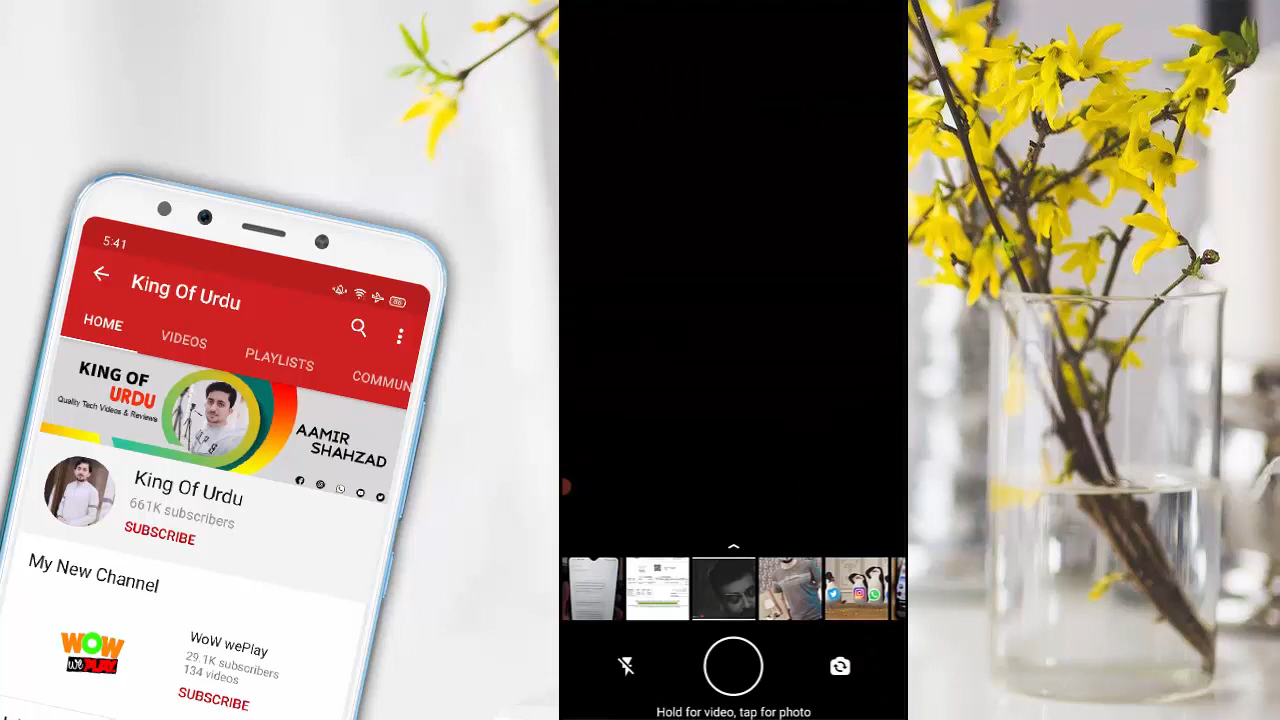 5:41
86
King Of Urdu
HOME
VIDEOS
PLAYLISTS
COMMUN
KING OF
URDU
Quality Tech Videos & Reviews
AAMIR
SHAHZAD
King Of Urdu
661K subscribers
SUBSCRIBE
My New Channel
WOW
wePLAY
WoW wePlay
29.1K subscribers
134 videos
SUBSCRIBE
Hold for video, tap for photo